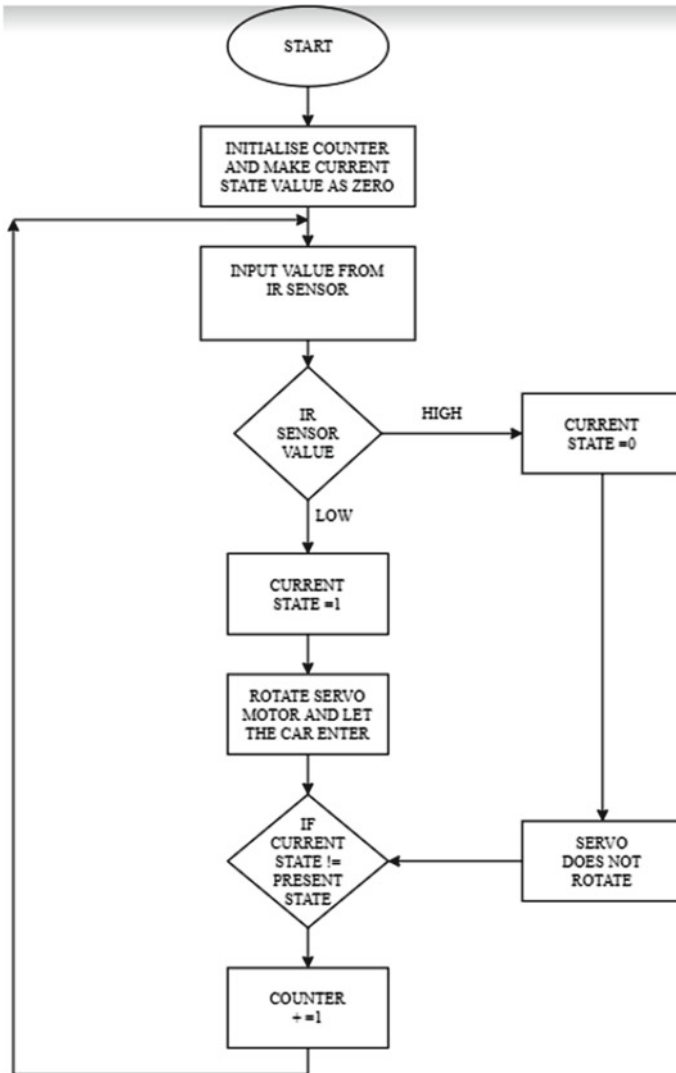 START
INITIALISE COUNTER
AND MAKE CURRENT
STATE VALUE AS ZERO
INPUT VALUE FROM
IR SENSOR
IR
SENSOR
VALUE
HIGH
CURRENT
STATE =0
LOW
CURRENT
STATE =1
ROTATE SERVO
MOTOR AND LET
THE CAR ENTER
IF
CURRENT
STATE !=
PRESENT
STATE
SERVO
DOES NOT
ROTATE
COUNTER
+ =1